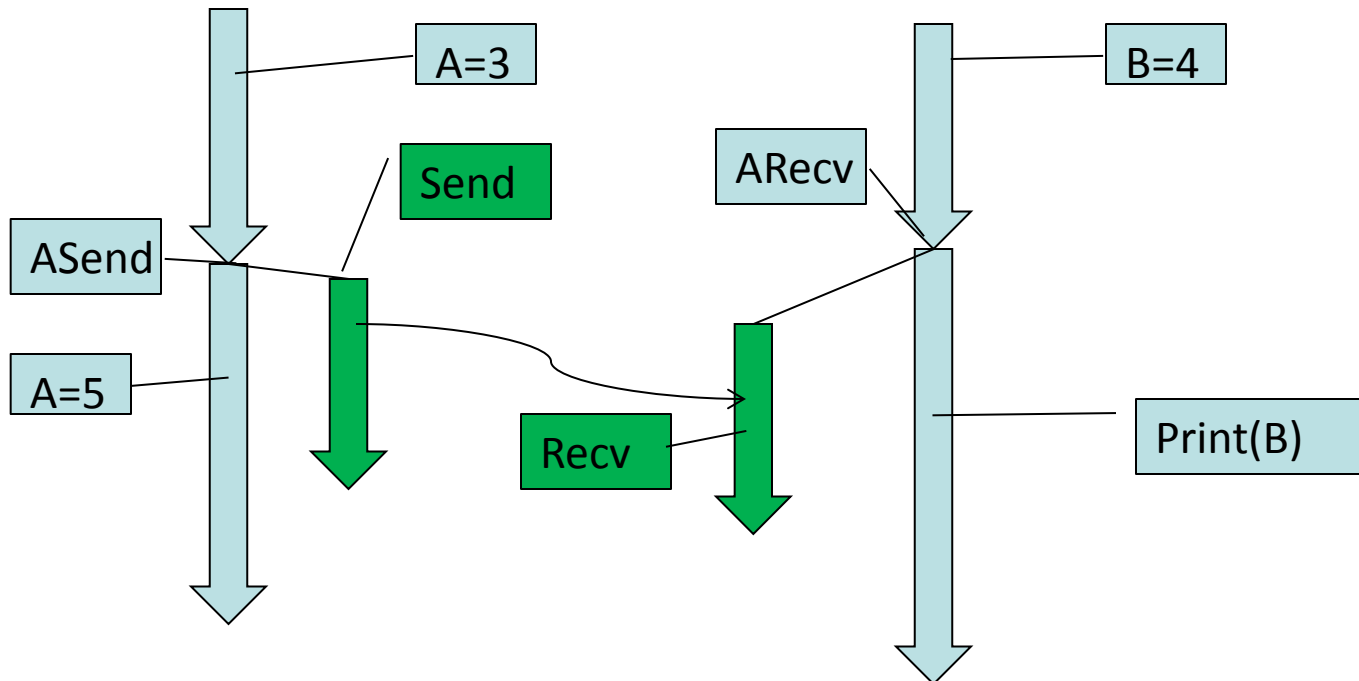 A=3
B=4
ARecv
Send
ASend
A=5
Recv
Print(B)